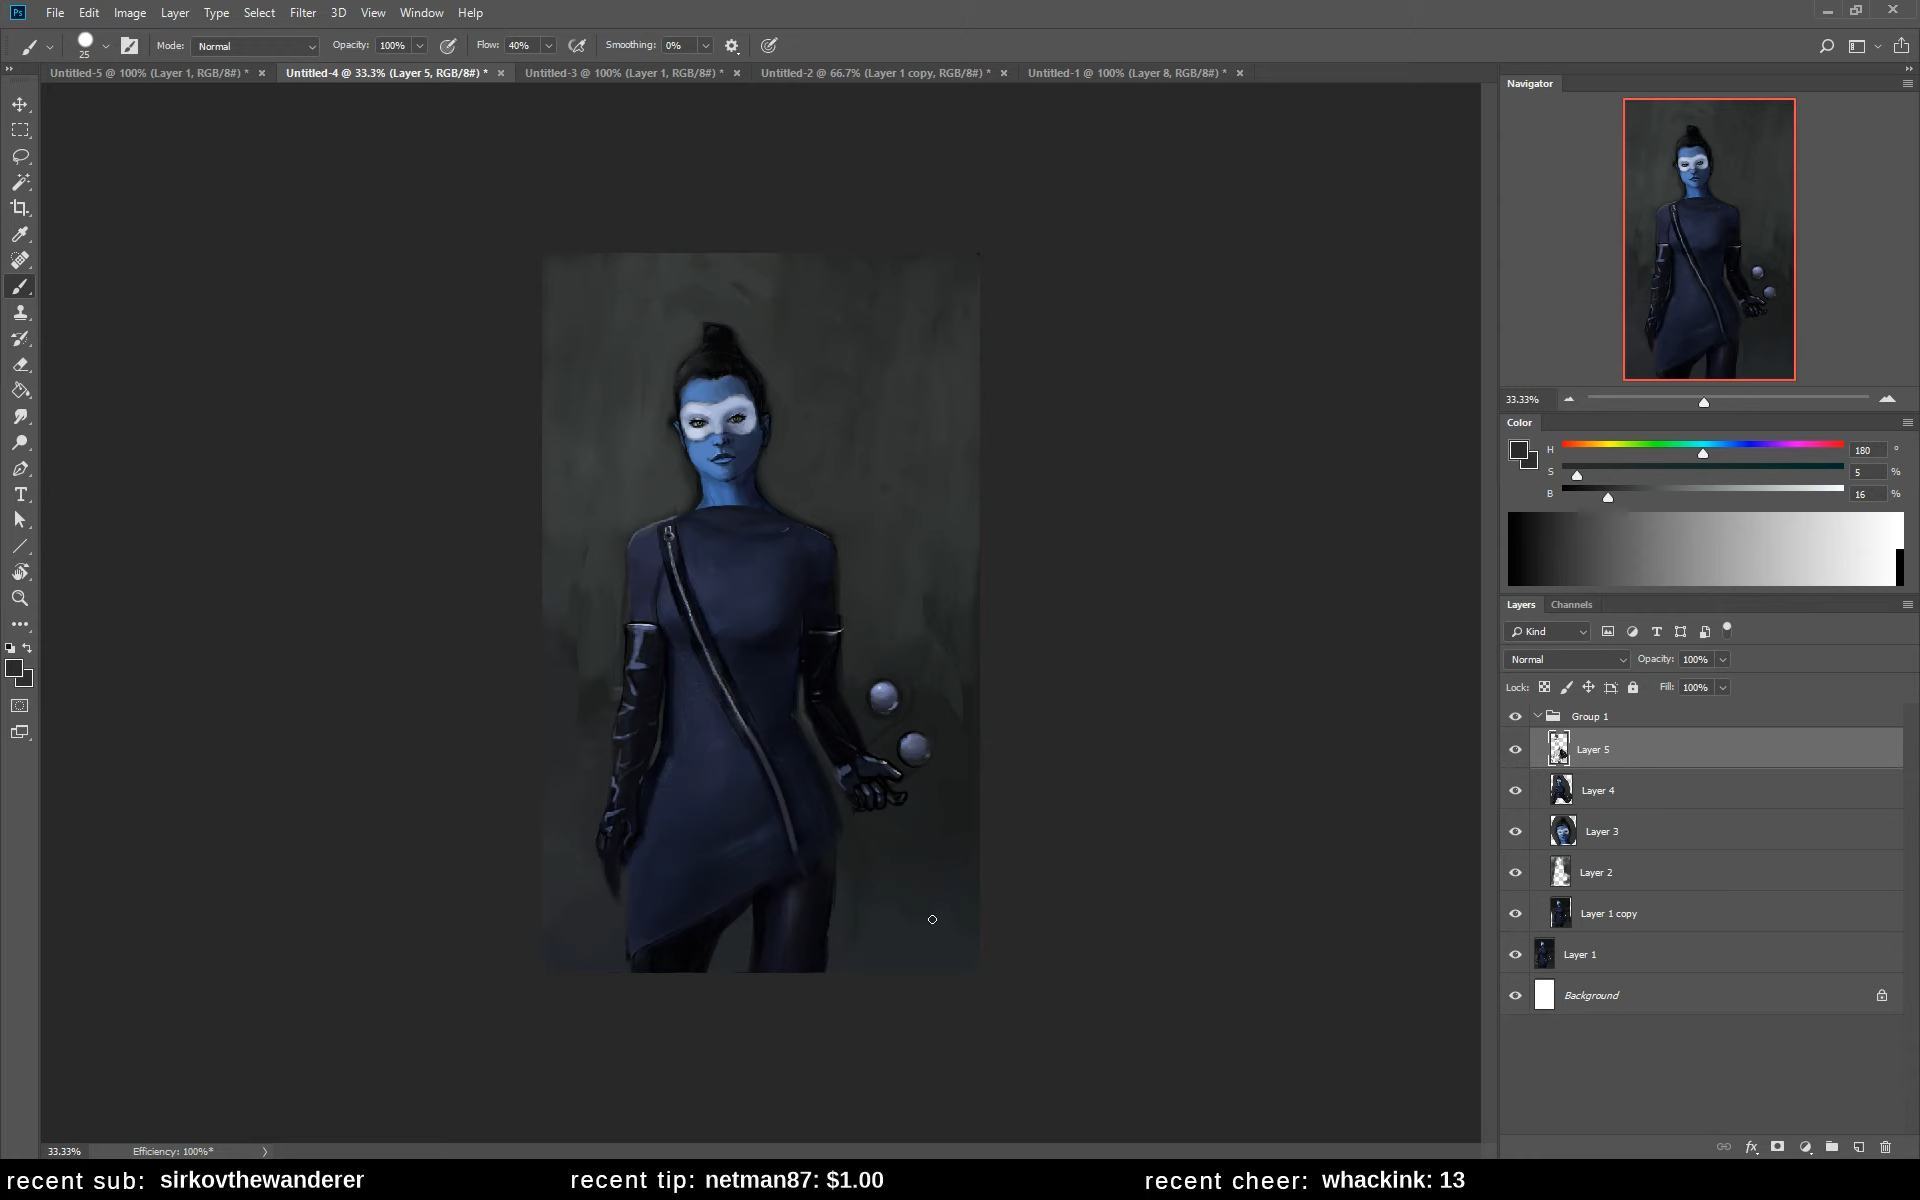 Ps File Edit Image Layer Type Select Filter 3D View Window Help
25 Mode: Normal Opacity: 100% Flow: 40% Smoothing: 0%
Untitled-5 @ 100% (Layer 1, RGB/8#) * Untitled-4 @ 33.3% (Layer 5, RGB/8#) * Untitled-3 @ 100% (Layer 1, RGB/8#) * Untitled-2 @ 66.7% (Layer 1 copy, RGB/8#) * Untitled-1 @ 100% (Layer 8, RGB/8#) *
Navigator
33.33%
Color
H 180 °
S 5 %
B 16 %
Layers Channels
Kind
Normal Opacity: 100%
Lock: Fill: 100%
Group 1
Layer 5
Layer 4
Layer 3
Layer 2
Layer 1 copy
Layer 1
Background
fx
33.33% Efficiency: 100%*
recent sub: sirkovthewanderer recent tip: netman87: $1.00 recent cheer: whackink: 13